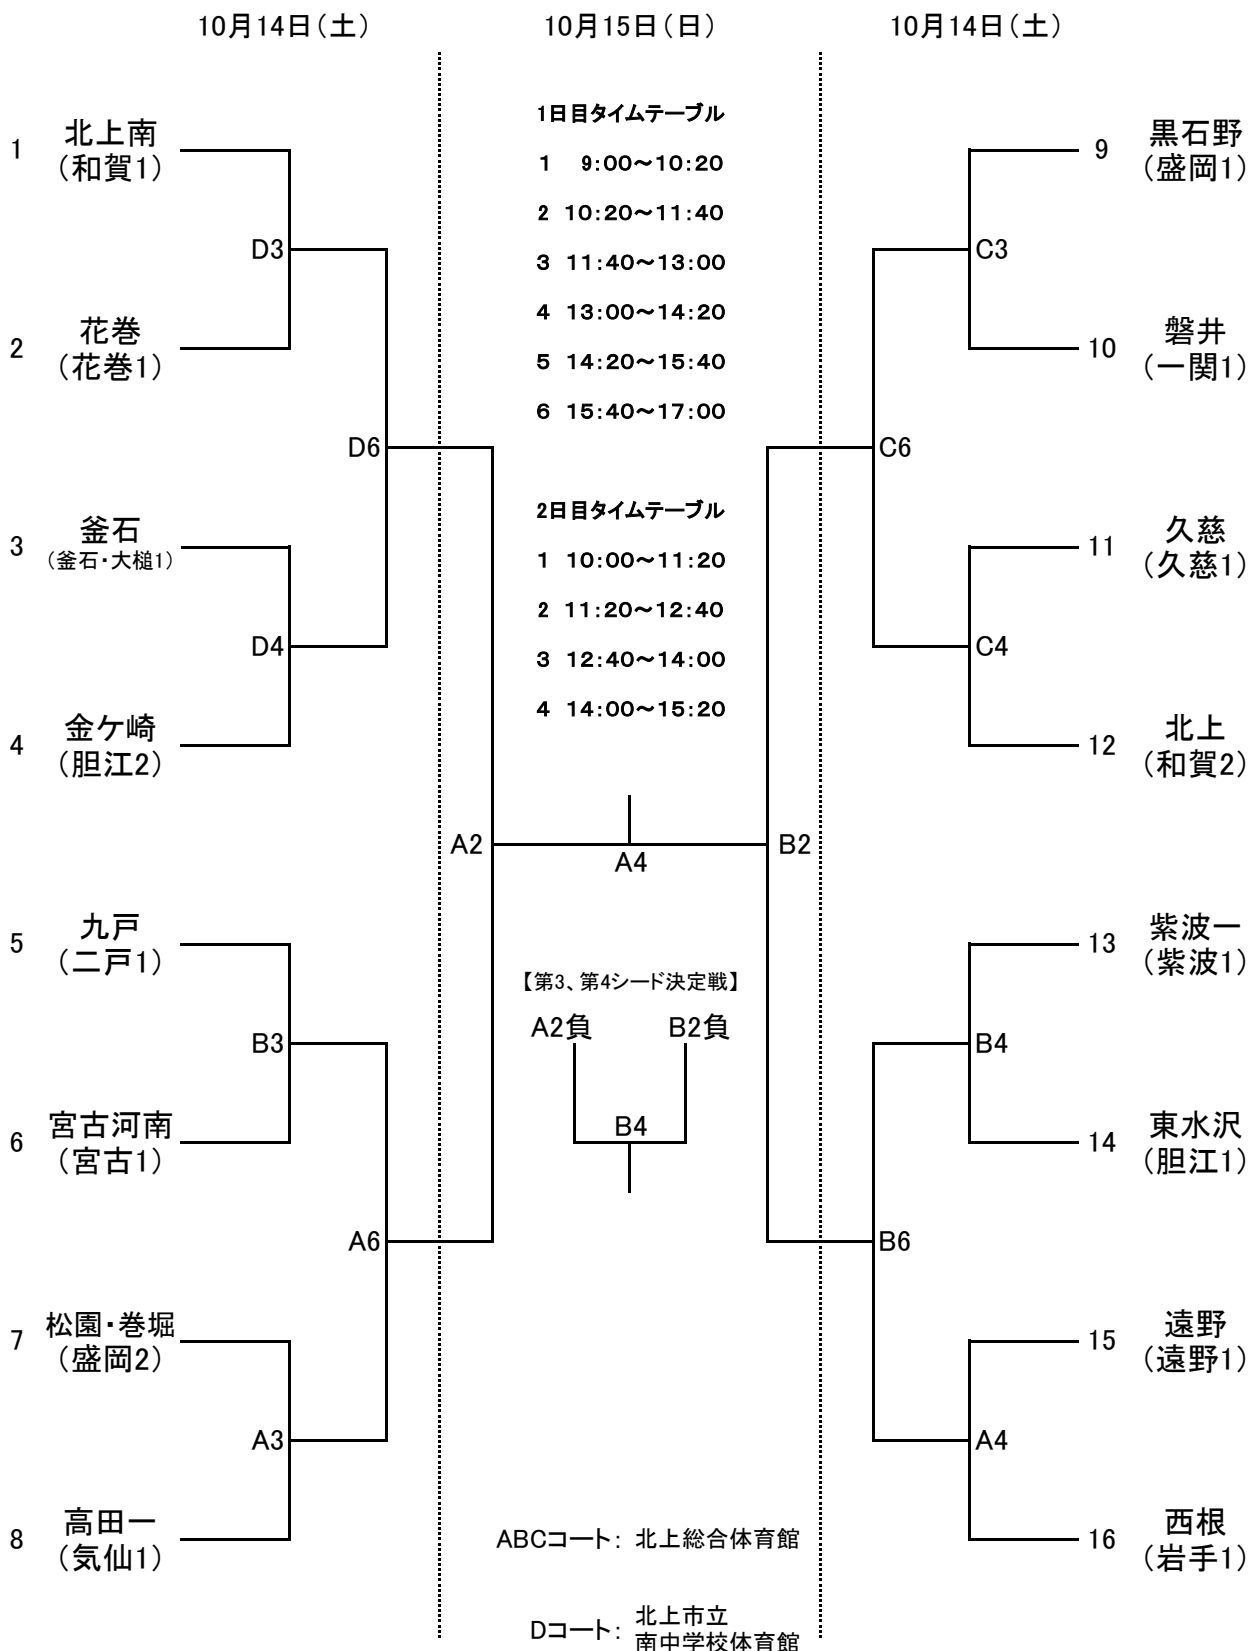 10月14日(土)
10月15日(日)
10月14日(土)
1日目タイムテーブル
1 9:00～10:20
2 10:20～11:40
3 11:40～13:00
4 13:00～14:20
5 14:20～15:40
6 15:40～17:00
2日目タイムテーブル
1 10:00～11:20
2 11:20～12:40
3 12:40～14:00
4 14:00～15:20
1 北上南
(和賀1)
D3
2 花巻
(花巻1)
D6
3 釜石
(釜石・大槌1)
D4
4 金ケ崎
(胆江2)
A2
5 九戸
(二戸1)
B3
6 宮古河南
(宮古1)
A6
7 松園・巻堀
(盛岡2)
A3
8 高田一
(気仙1)
A4
【第3、第4シード決定戦】
A2負 B2負
B4
9 黒石野
(盛岡1)
C3
10 磐井
(一関1)
C6
11 久慈
(久慈1)
C4
12 北上
(和賀2)
B2
13 紫波一
(紫波1)
B4
14 東水沢
(胆江1)
B6
15 遠野
(遠野1)
A4
16 西根
(岩手1)
ABCコート: 北上総合体育館
Dコート: 北上市立
南中学校体育館